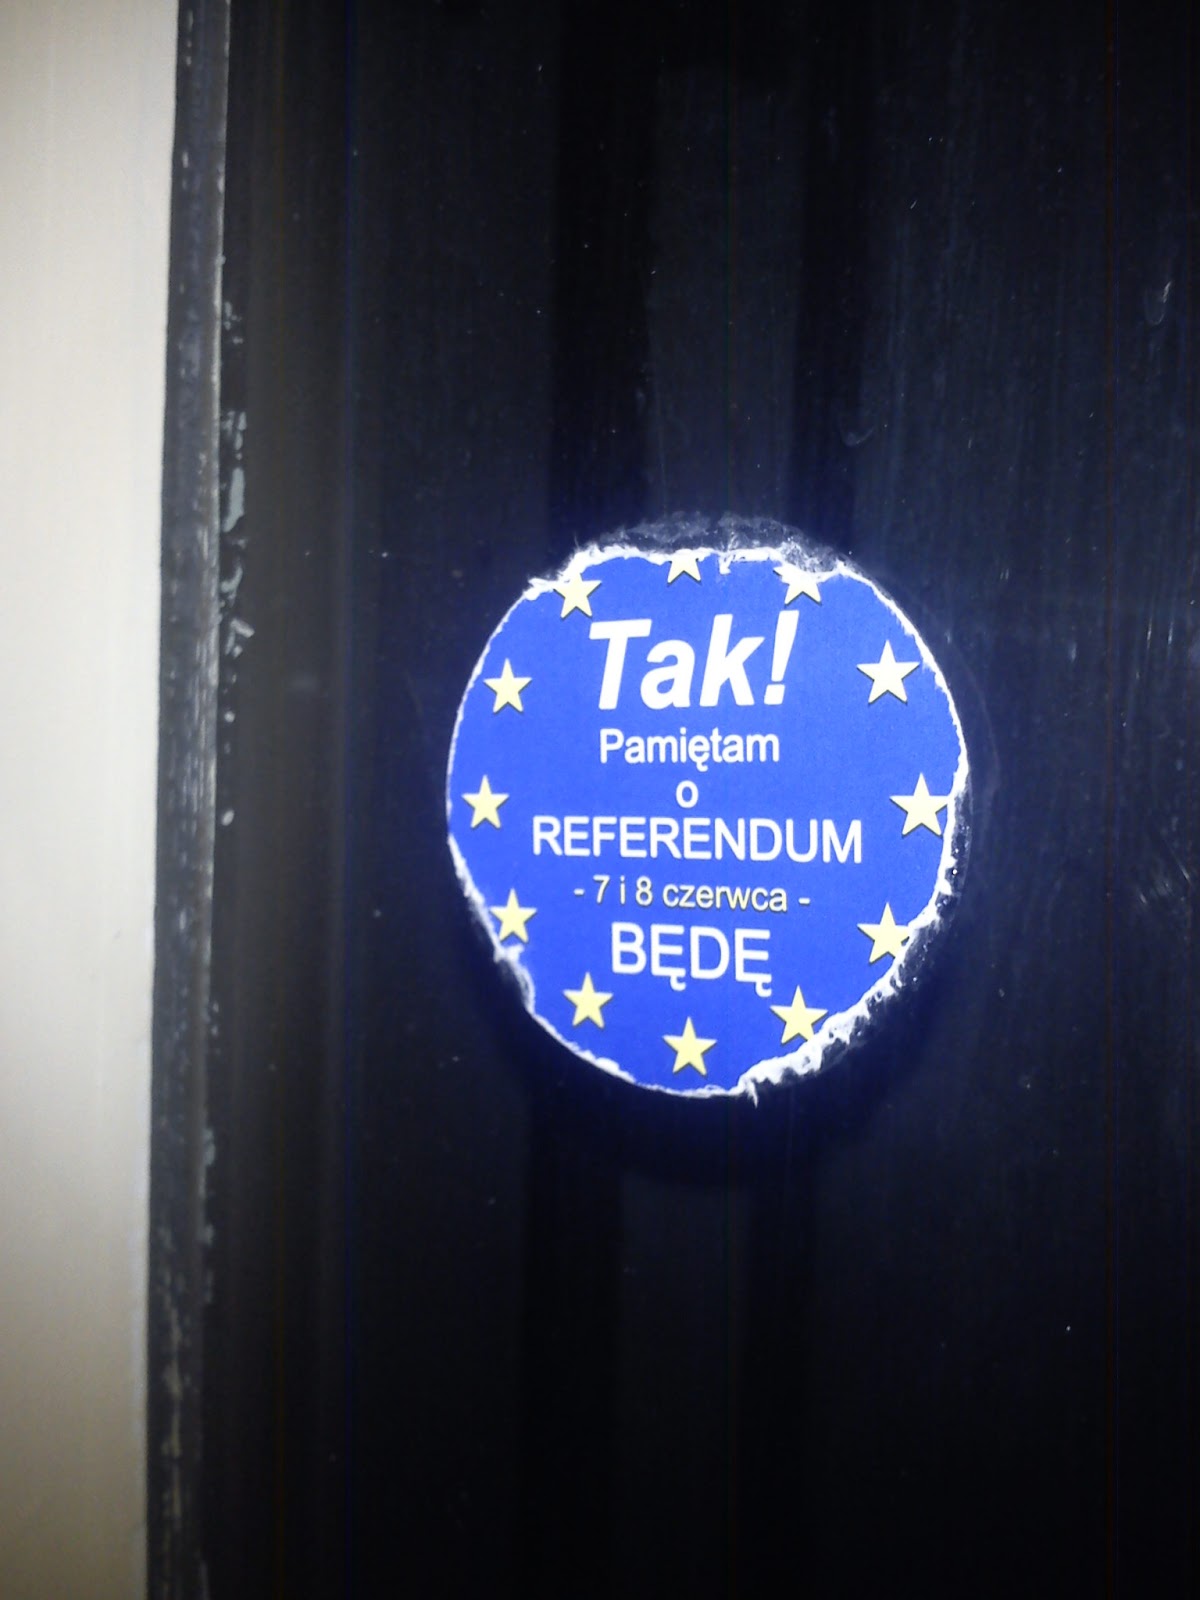 Tak!
Pamiętam
o
REFERENDUM
- 7 i 8 czerwca -
BĘDĘ